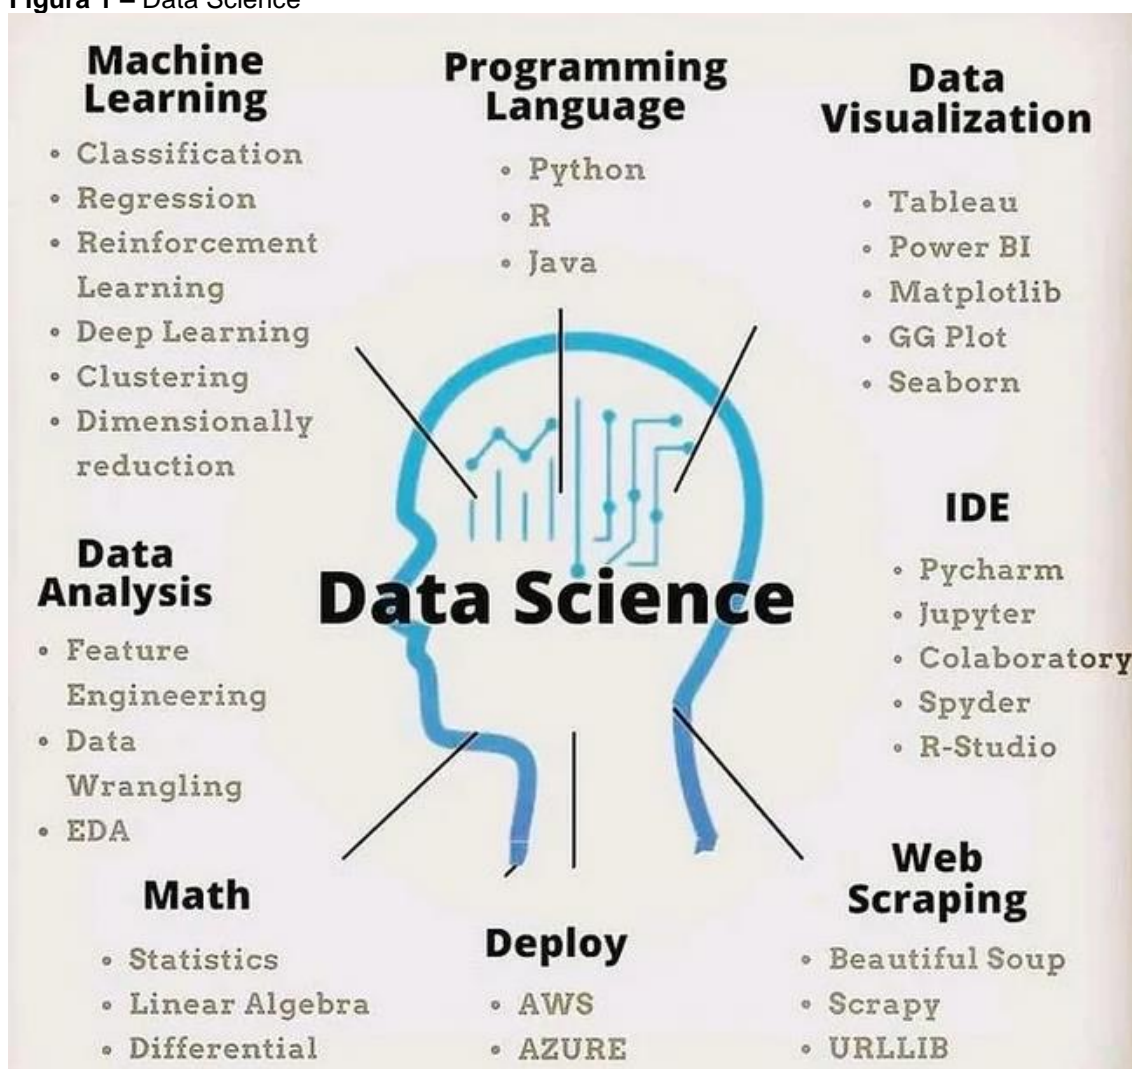 Figura 1 – Data Science
Machine
Learning
• Classification
• Regression
• Reinforcement
Learning
• Deep Learning
• Clustering
• Dimensionally
reduction
Programming
Language
• Python
• R
• Java
Data
Visualization
• Tableau
• Power BI
• Matplotlib
• GG Plot
• Seaborn
IDE
• Pycharm
• Jupyter
• Colaboratory
• Spyder
• R-Studio
Data Science
Data
Analysis
• Feature
Engineering
• Data
Wrangling
• EDA
Math
• Statistics
• Linear Algebra
• Differential
Deploy
• AWS
• AZURE
Web
Scraping
• Beautiful Soup
• Scrapy
• URLLIB